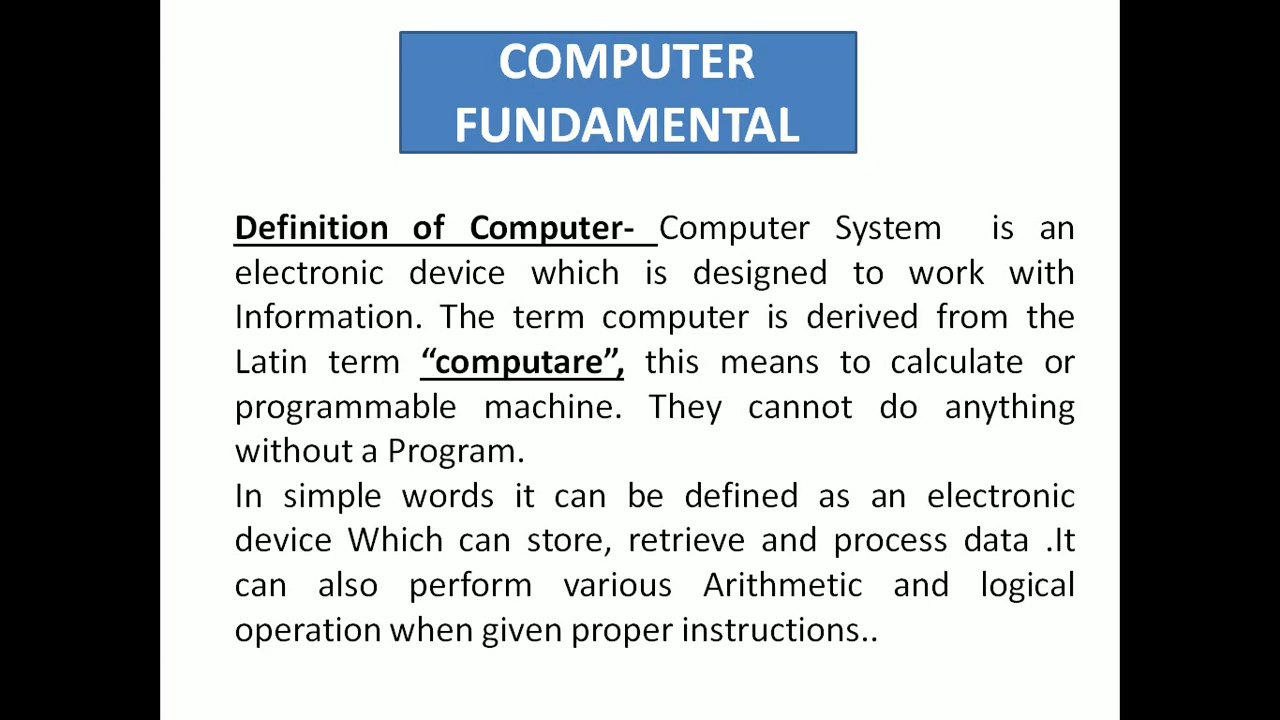 COMPUTER
FUNDAMENTAL
Definition of Computer- Computer System is an
electronic device which is designed to work with
Information. The term computer is derived from the
Latin term “computare”, this means to calculate or
programmable machine. They cannot do anything
without a Program.
In simple words it can be defined as an electronic
device Which can store, retrieve and process data .It
can also perform various Arithmetic and logical
operation when given proper instructions..